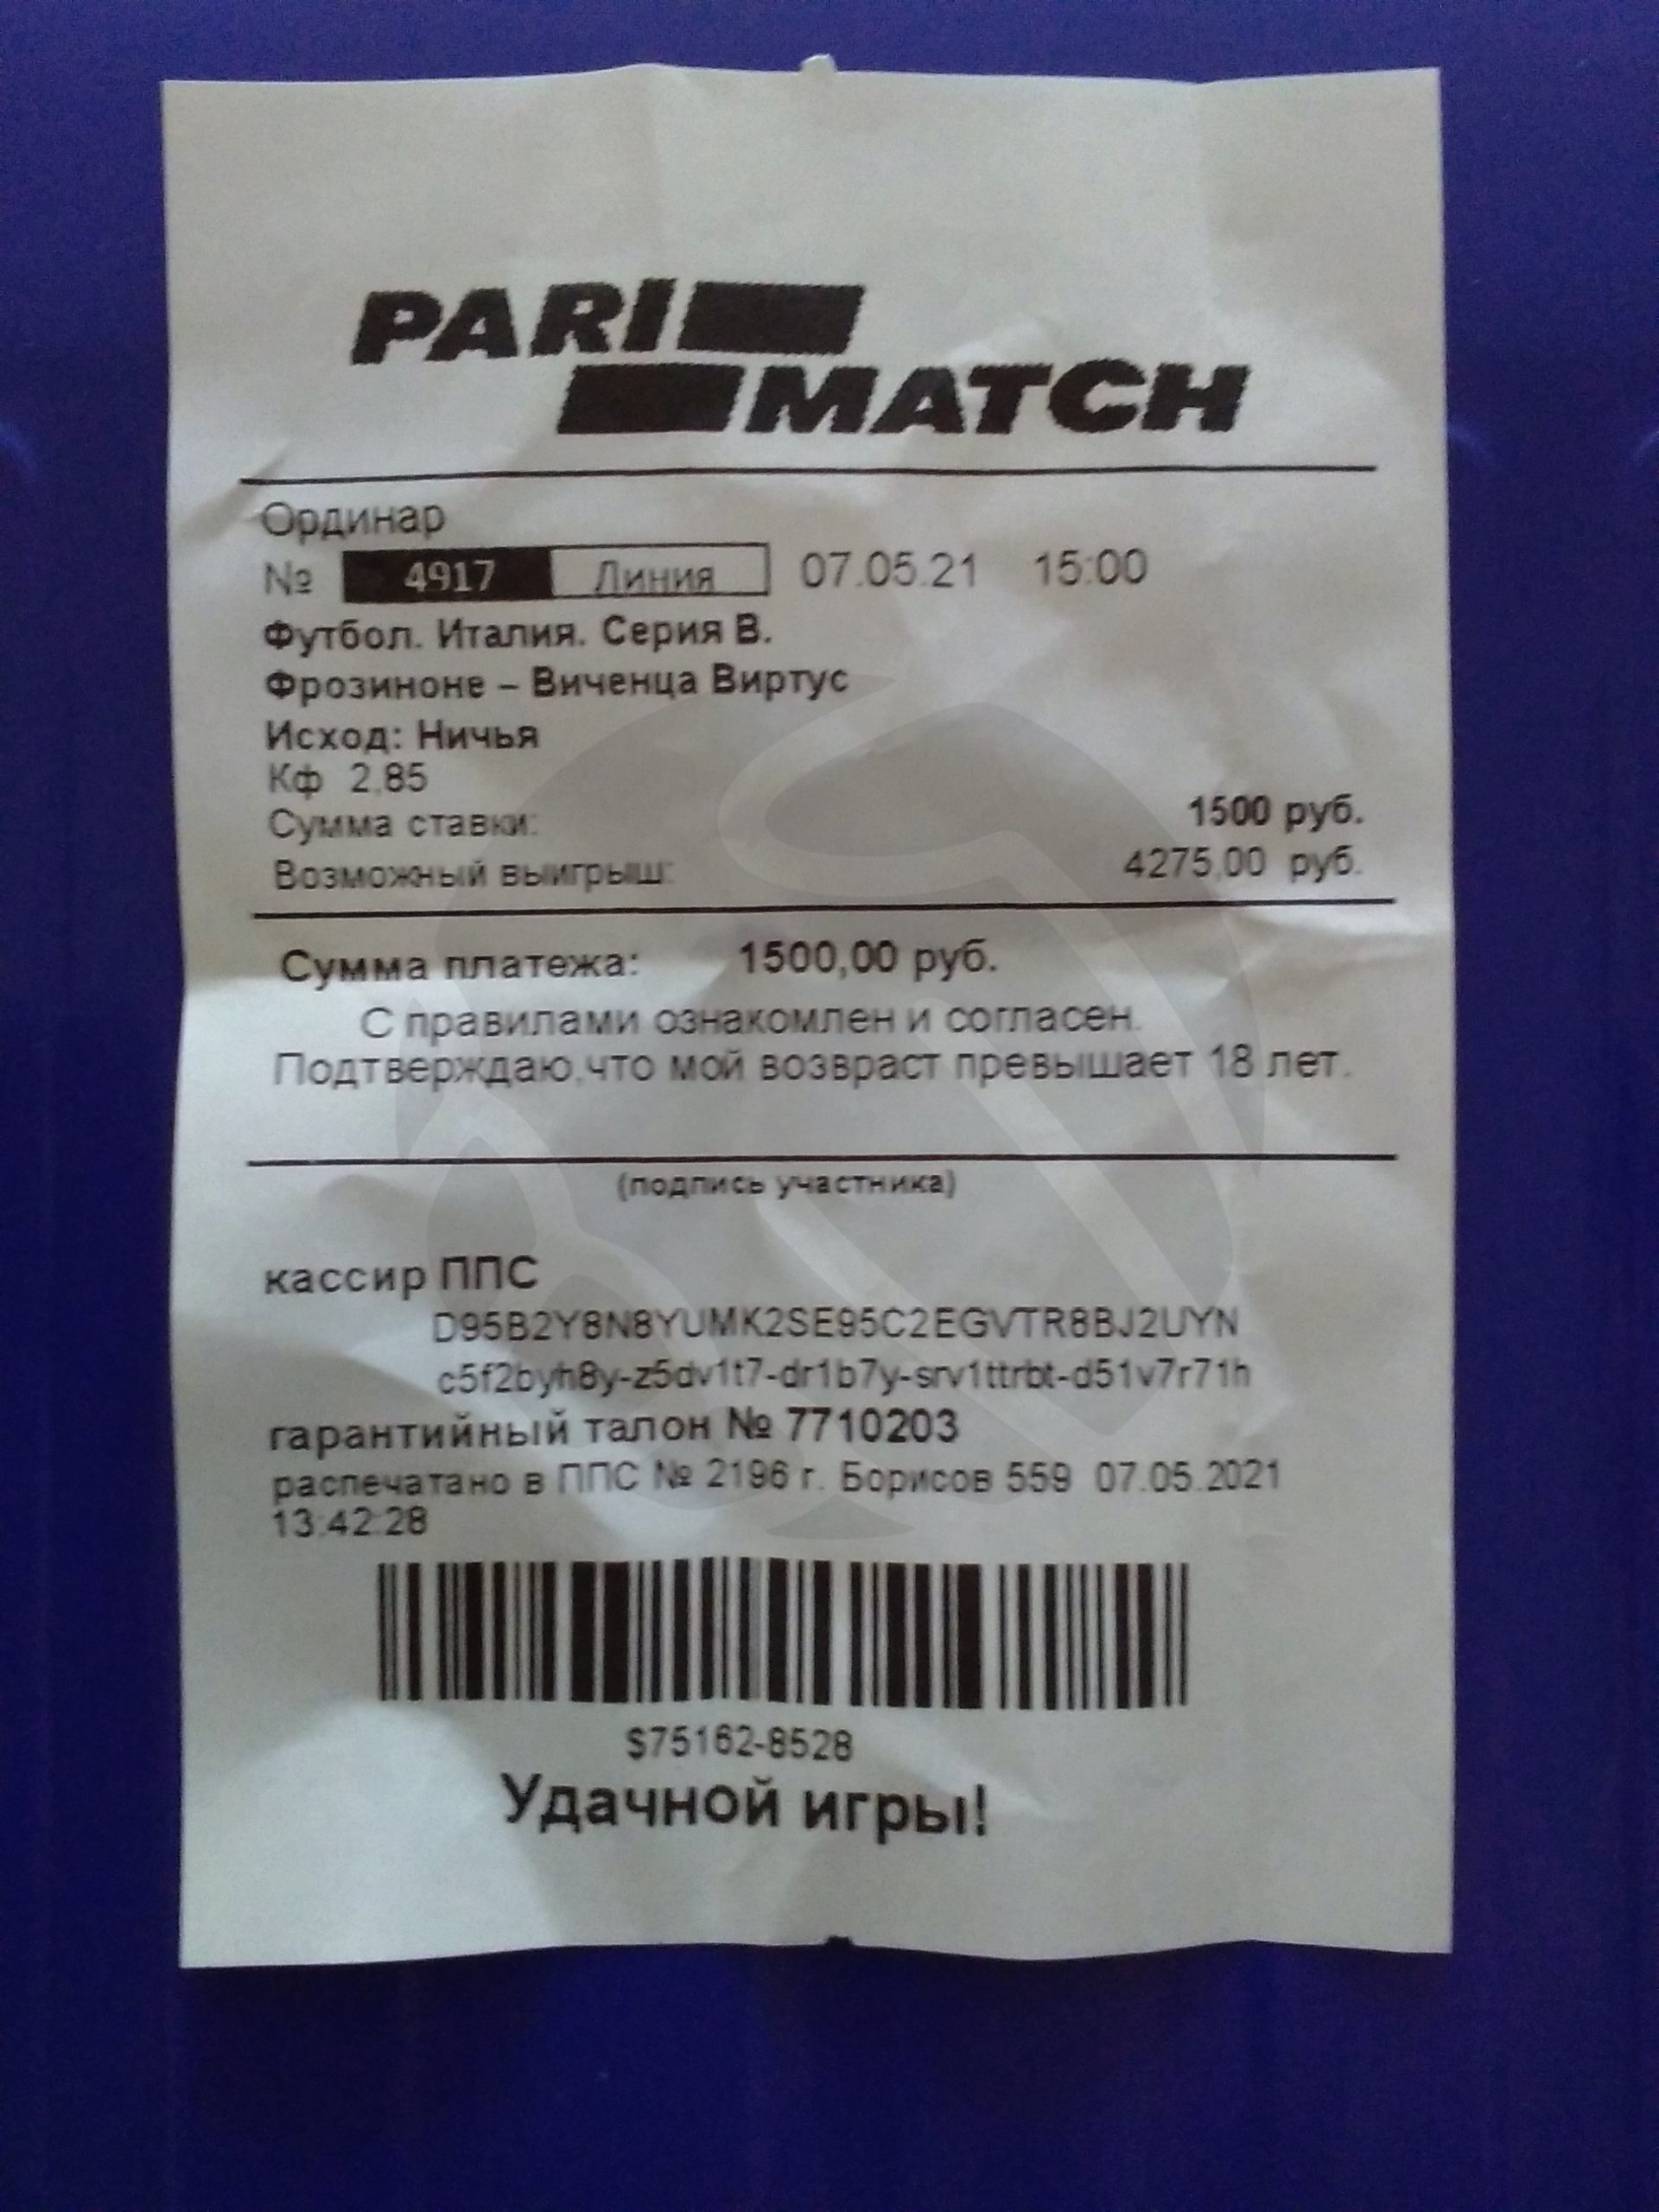 PARI
MATCH
Ординар
№ 4917 Линия 07.05.21 15:00
Футбол. Италия. Серия В.
Фрозиноне – Виченца Виртус
Исход: Ничья
Кф 2,85
Сумма ставки: 1500 руб.
Возможный выигрыш: 4275,00 руб.
Сумма платежа: 1500,00 руб.
С правилами ознакомлен и согласен.
Подтверждаю,что мой возвраст превышает 18 лет.
(подпись участника)
кассир ППС
D95B2Y8N8YUMK2SE95C2EGVTR8BJ2UYN
c5f2byh8y-z5dv1t7-dr1b7y-srv1ttrbt-d51v7r71h
гарантийный талон № 7710203
распечатано в ППС № 2196 г. Борисов 559 07.05.2021
13:42:28
S75162-8528
Удачной игры!